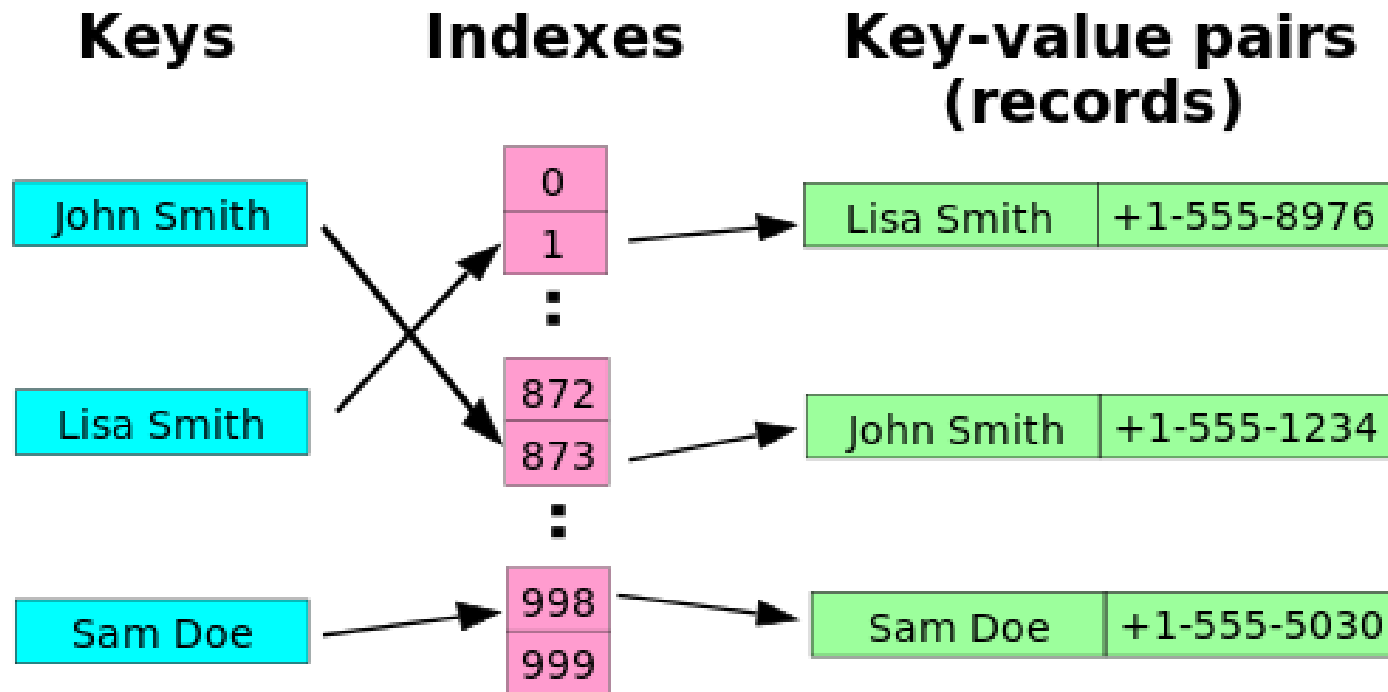 Keys
Indexes
Key-value pairs
(records)
John Smith
Lisa Smith
Sam Doe
0
1
:
872
873
:
998
999
Lisa Smith +1-555-8976
John Smith +1-555-1234
Sam Doe +1-555-5030